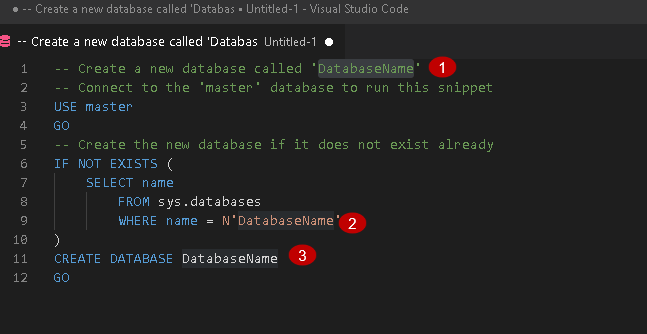 -- Create a new database called 'Databas • Untitled-1 - Visual Studio Code
-- Create a new database called 'Databas Untitled-1
1 -- Create a new database called 'DatabaseName' 1
2 -- Connect to the 'master' database to run this snippet
3 USE master
4 GO
5 -- Create the new database if it does not exist already
6 IF NOT EXISTS (
7 SELECT name
8 FROM sys.databases
9 WHERE name = N'DatabaseName' 2
10 )
11 CREATE DATABASE DatabaseName 3
12 GO